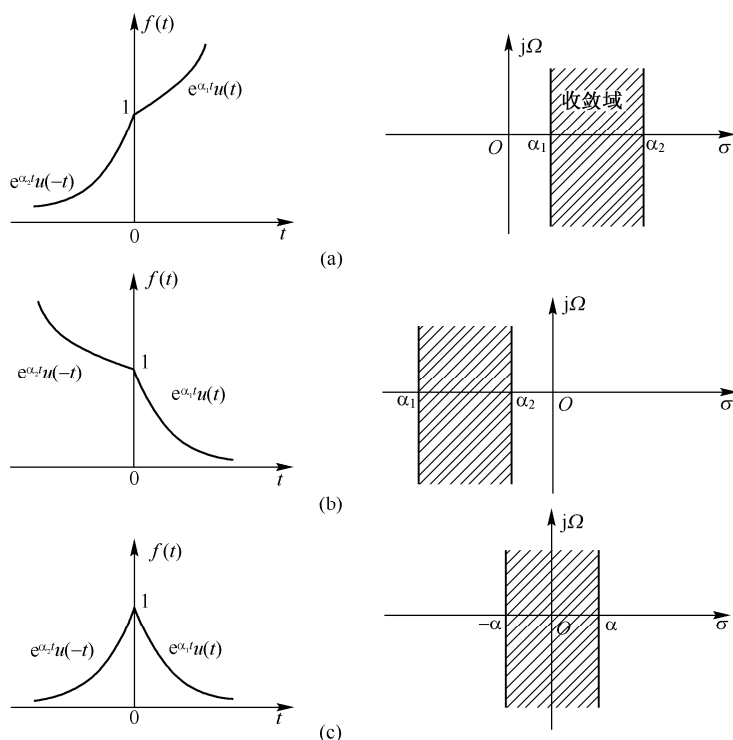 f(t)
e^{α₁t}u(t)
1
e^{α₂t}u(−t)
0
t
jΩ
收敛域
O
α₁
α₂
σ
(a)
f(t)
e^{α₂t}u(−t)
1
e^{α₁t}u(t)
0
t
jΩ
α₁
α₂
O
σ
(b)
f(t)
1
e^{α₂t}u(−t)
e^{α₁t}u(t)
0
t
jΩ
−α
O
α
σ
(c)